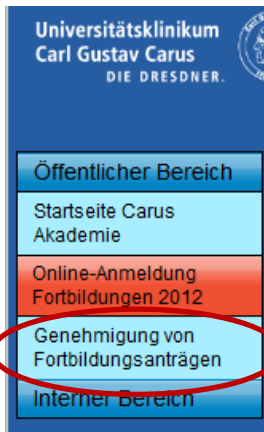 Universitätsklinikum
Carl Gustav Carus
DIE DRESDNER.
Öffentlicher Bereich
Startseite Carus
Akademie
Online-Anmeldung
Fortbildungen 2012
Genehmigung von
Fortbildungsanträgen
Interner Bereich